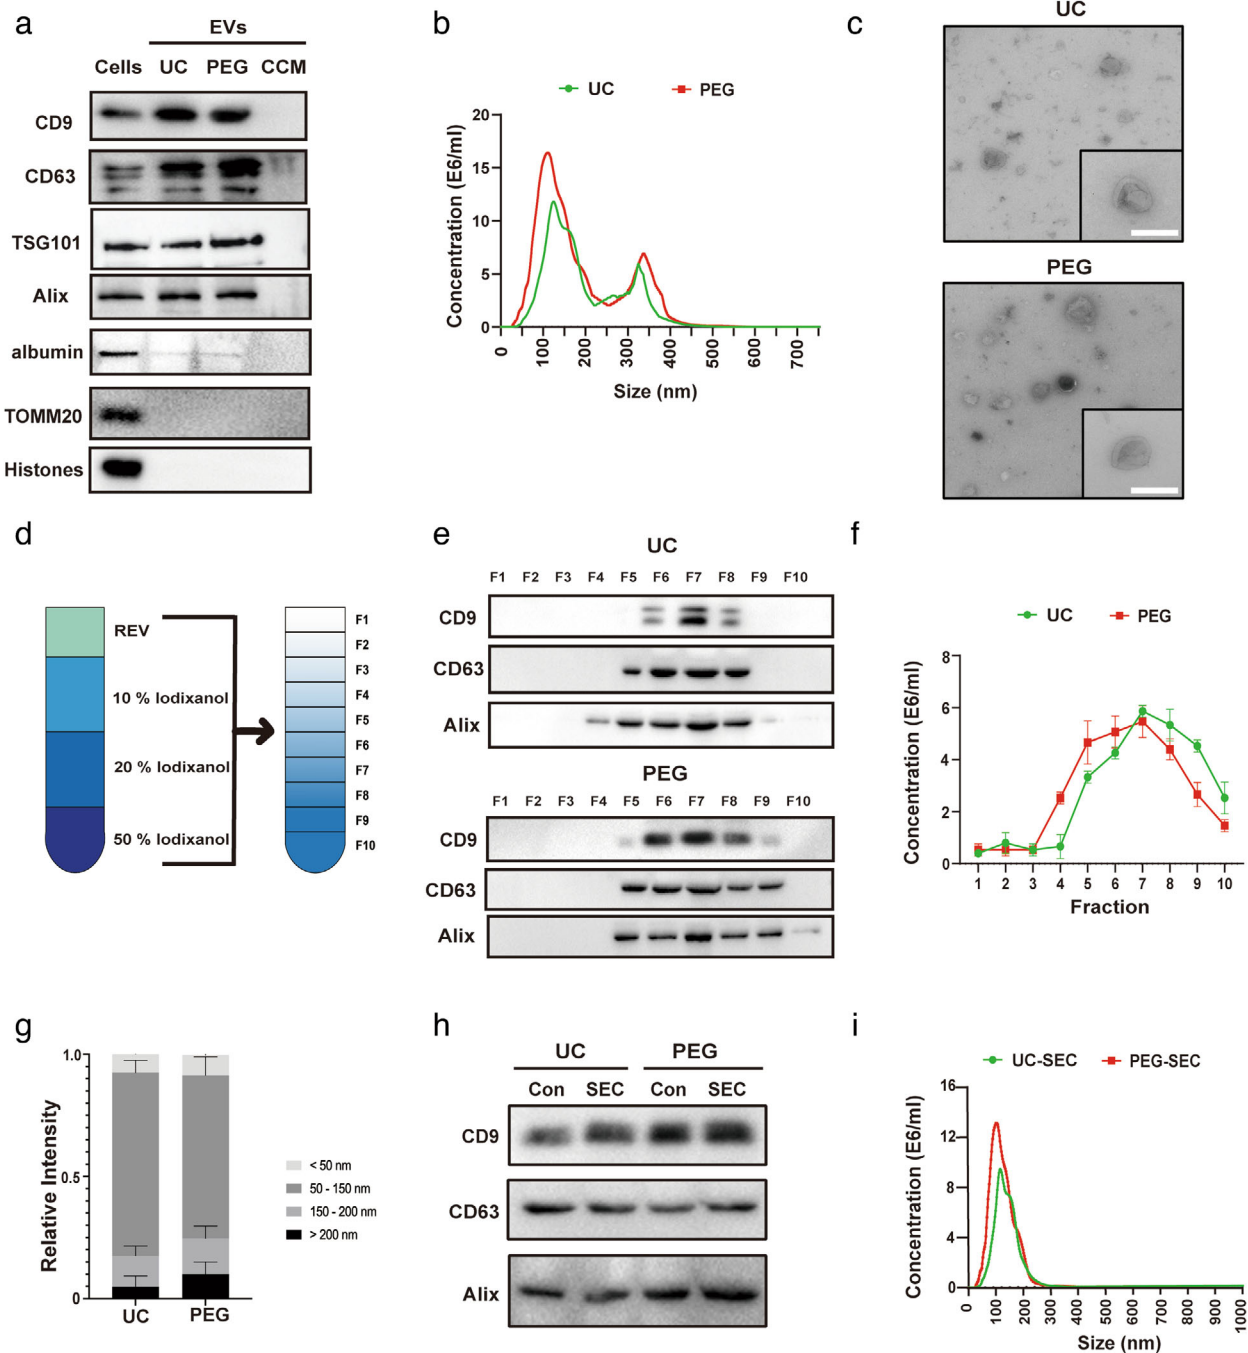 a
EVs
Cells UC PEG CCM
CD9
CD63
TSG101
Alix
albumin
TOMM20
Histones
b
UC PEG
Concentration (E6/ml)
20
15
10
5
0
0 100 200 300 400 500 600 700
Size (nm)
c
UC
PEG
d
REV
10 % Iodixanol
20 % Iodixanol
50 % Iodixanol
F1
F2
F3
F4
F5
F6
F7
F8
F9
F10
e
UC
F1 F2 F3 F4 F5 F6 F7 F8 F9 F10
CD9
CD63
Alix
PEG
F1 F2 F3 F4 F5 F6 F7 F8 F9 F10
CD9
CD63
Alix
f
UC PEG
Concentration (E6/ml)
8
6
4
2
0
1 2 3 4 5 6 7 8 9 10
Fraction
g
Relative Intensity
1.0
0.5
0
UC PEG
< 50 nm
50 - 150 nm
150 - 200 nm
> 200 nm
h
UC PEG
Con SEC Con SEC
CD9
CD63
Alix
i
UC-SEC PEG-SEC
Concentration (E6/ml)
16
12
8
4
0
0 100 200 300 400 500 600 700 800 900 1000
Size (nm)